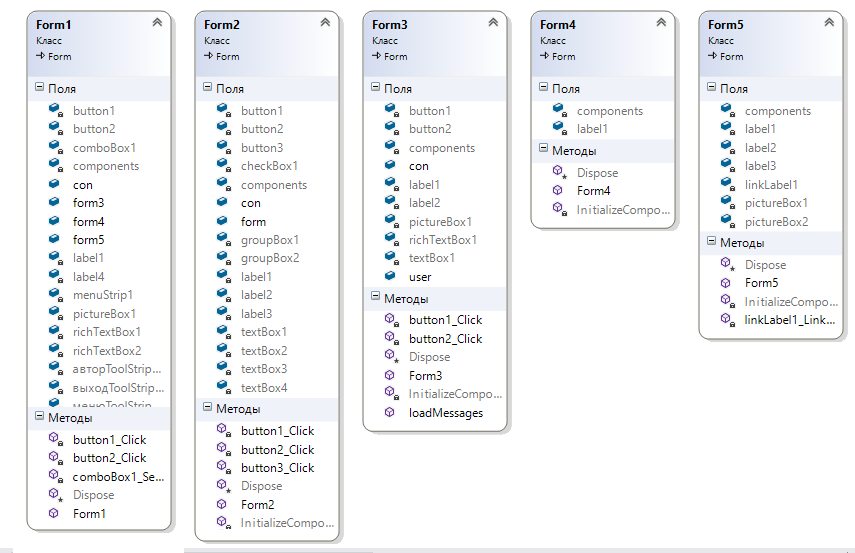 Form1
Класс
Form
Поля
button1
button2
comboBox1
components
con
form3
form4
form5
label1
label4
menuStrip1
pictureBox1
richTextBox1
richTextBox2
авторToolStrip...
выходToolStrip...
менюToolStrip...
Методы
button1_Click
button2_Click
comboBox1_Se...
Dispose
Form1
Form2
Класс
Form
Поля
button1
button2
button3
checkBox1
components
con
form
groupBox1
groupBox2
label1
label2
label3
textBox1
textBox2
textBox3
textBox4
Методы
button1_Click
button2_Click
button3_Click
Dispose
Form2
InitializeCompo...
Form3
Класс
Form
Поля
button1
button2
components
con
label1
label2
pictureBox1
richTextBox1
textBox1
user
Методы
button1_Click
button2_Click
Dispose
Form3
InitializeCompo...
loadMessages
Form4
Класс
Form
Поля
components
label1
Методы
Dispose
Form4
InitializeCompo...
Form5
Класс
Form
Поля
components
label1
label2
label3
linkLabel1
pictureBox1
pictureBox2
Методы
Dispose
Form5
InitializeCompo...
linkLabel1_Link...